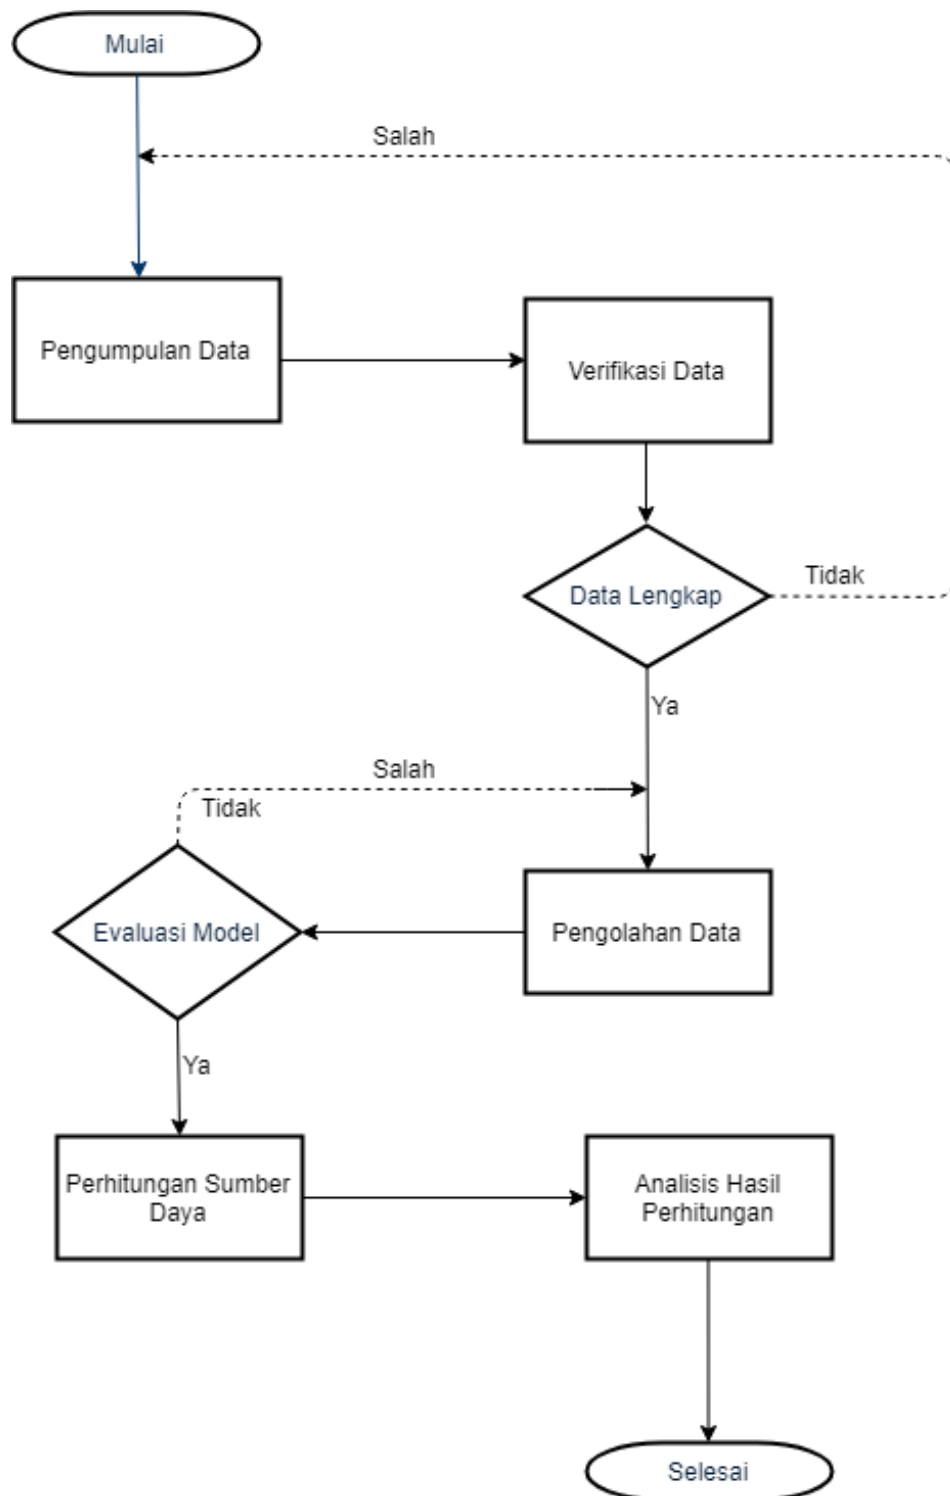 Mulai
Salah
Pengumpulan Data
Verifikasi Data
Data Lengkap
Tidak
Ya
Salah
Tidak
Evaluasi Model
Pengolahan Data
Ya
Perhitungan Sumber
Daya
Analisis Hasil
Perhitungan
Selesai